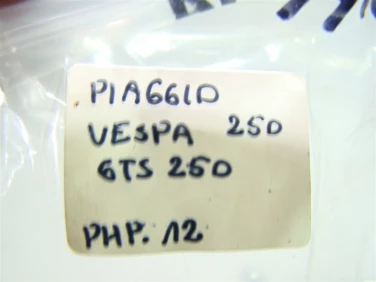 PIAGGIO
VESPA 250
GTS 250
PHP. 12